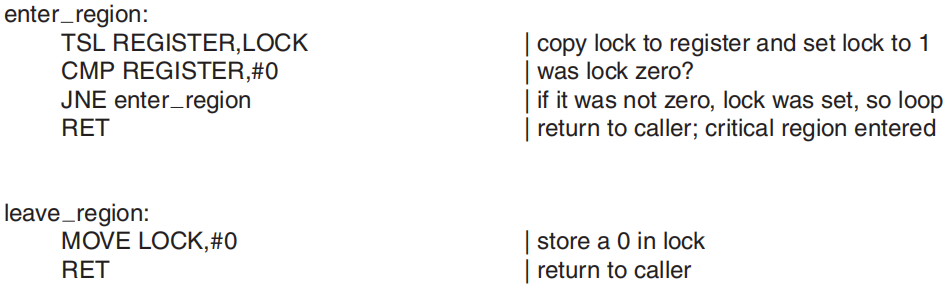 enter_region:
TSL REGISTER,LOCK | copy lock to register and set lock to 1
CMP REGISTER,#0 | was lock zero?
JNE enter_region | if it was not zero, lock was set, so loop
RET | return to caller; critical region entered
leave_region:
MOVE LOCK,#0 | store a 0 in lock
RET | return to caller